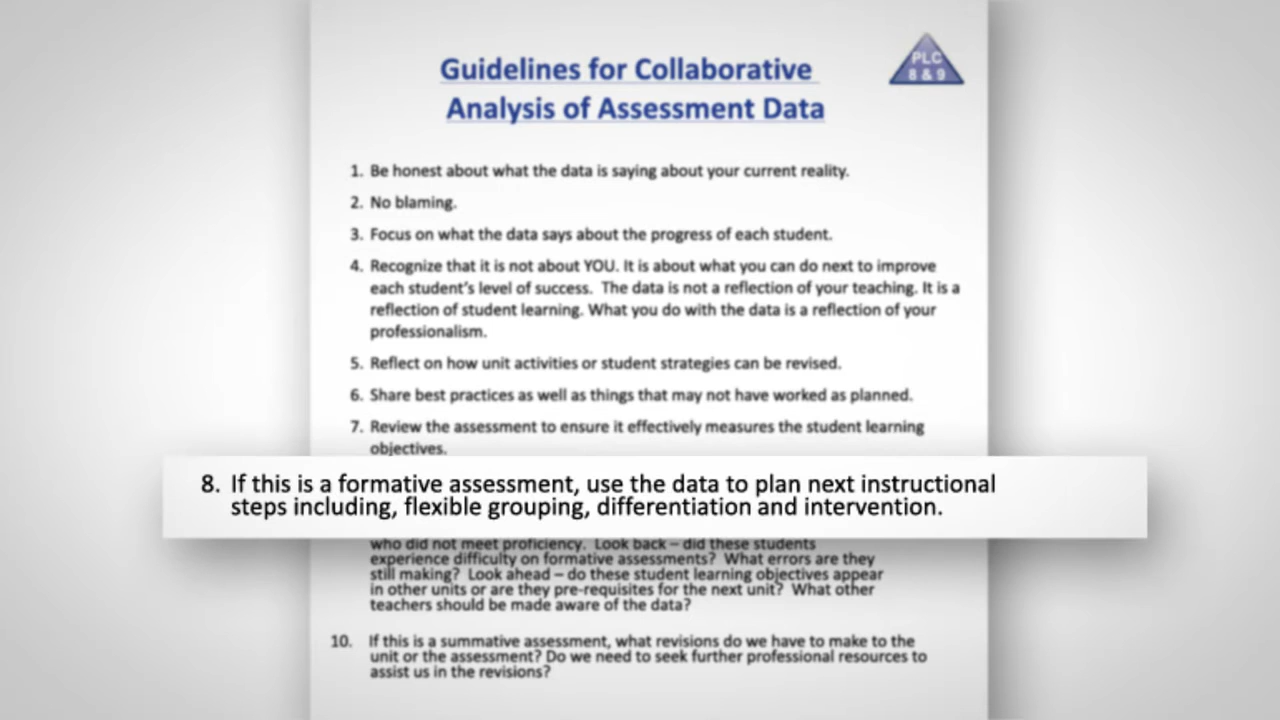 PLC
8 & 9
Guidelines for Collaborative
Analysis of Assessment Data
1. Be honest about what the data is saying about your current reality.
2. No blaming.
3. Focus on what the data says about the progress of each student.
4. Recognize that it is not about YOU. It is about what you can do next to improve
each student's level of success. The data is not a reflection of your teaching. It is a
reflection of student learning. What you do with the data is a reflection of your
professionalism.
5. Reflect on how unit activities or student strategies can be revised.
6. Share best practices as well as things that may not have worked as planned.
7. Review the assessment to ensure it effectively measures the student learning
objectives.
8. If this is a formative assessment, use the data to plan next instructional
steps including, flexible grouping, differentiation and intervention.
who did not meet proficiency. Look back – did these students
experience difficulty on formative assessments? What errors are they
still making? Look ahead – do these student learning objectives appear
in other units or are they pre-requisites for the next unit? What other
teachers should be made aware of the data?
10. If this is a summative assessment, what revisions do we have to make to the
unit or the assessment? Do we need to seek further professional resources to
assist us in the revisions?